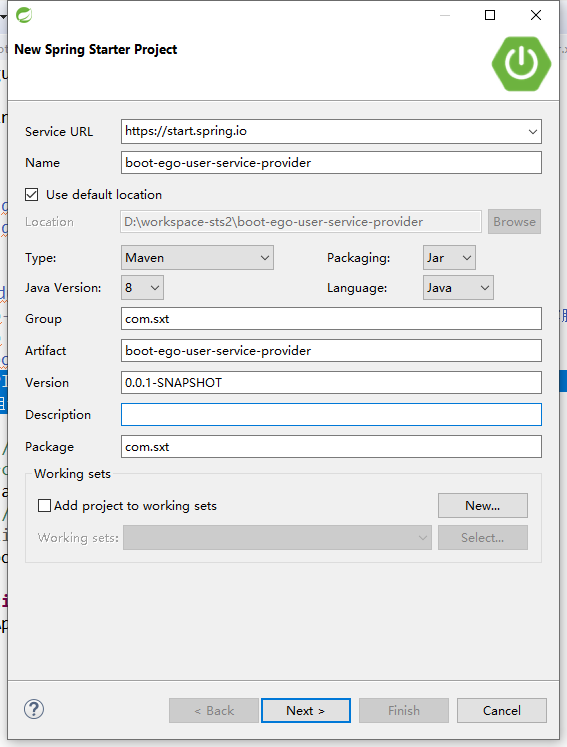 New Spring Starter Project
Service URL https://start.spring.io
Name boot-ego-user-service-provider
Use default location
Location D:\workspace-sts2\boot-ego-user-service-provider Browse
Type: Maven Packaging: Jar
Java Version: 8 Language: Java
Group com.sxt
Artifact boot-ego-user-service-provider
Version 0.0.1-SNAPSHOT
Description
Package com.sxt
Working sets
Add project to working sets New...
Working sets: Select...
? < Back Next > Finish Cancel